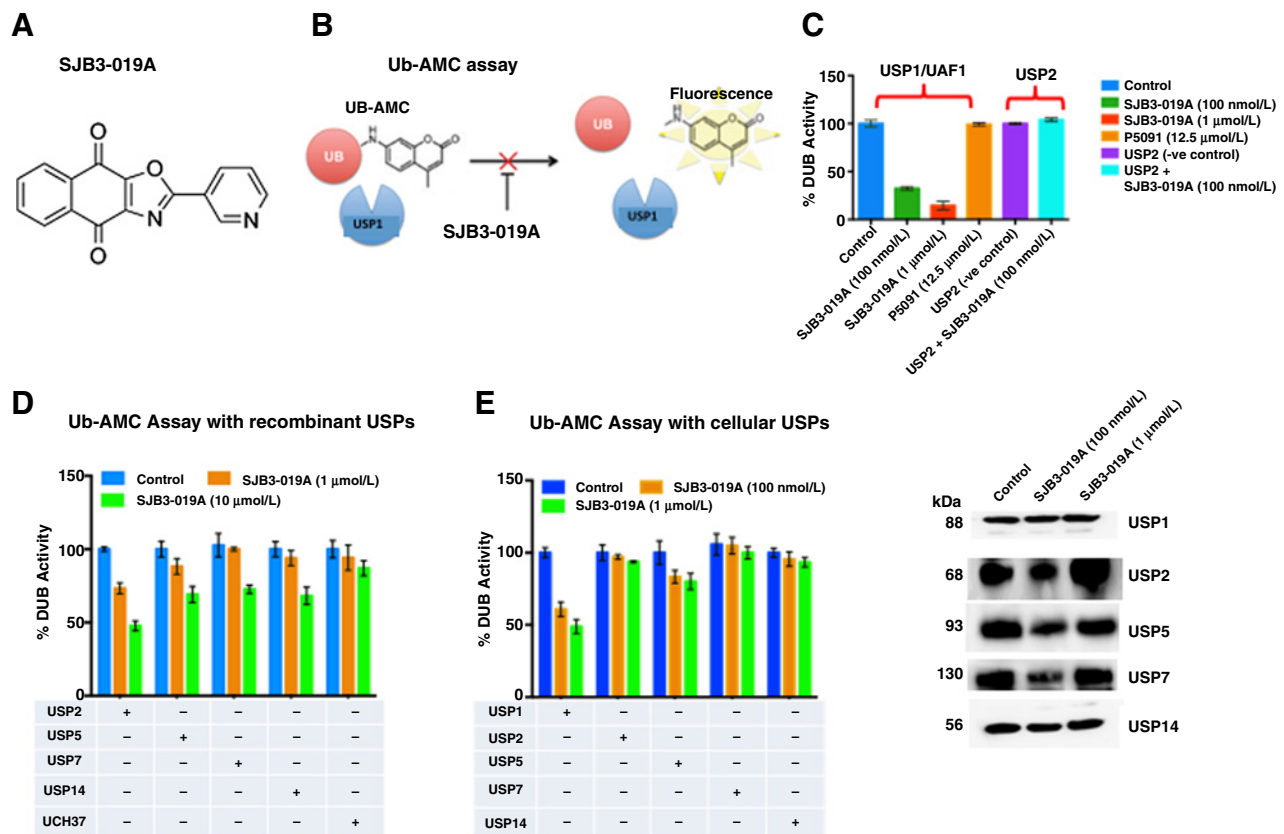 A
SJB3-019A
O
O
O
N
N
B
Ub-AMC assay
UB-AMC
UB
H
N
O
O
USP1
SJB3-019A
UB
Fluorescence
H
N
O
O
USP1
C
USP1/UAF1
USP2
% DUB Activity
150
100
50
0
Control
SJB3-019A (100 nmol/L)
SJB3-019A (1 μmol/L)
P5091 (12.5 μmol/L)
USP2 (-ve control)
USP2 + SJB3-019A (100 nmol/L)
Control
SJB3-019A (100 nmol/L)
SJB3-019A (1 μmol/L)
P5091 (12.5 μmol/L)
USP2 (-ve control)
USP2 +
SJB3-019A (100 nmol/L)
D
Ub-AMC Assay with recombinant USPs
Control SJB3-019A (1 μmol/L)
SJB3-019A (10 μmol/L)
% DUB Activity
150
100
50
0
USP2 + – – – –
USP5 – + – – –
USP7 – – + – –
USP14 – – – + –
UCH37 – – – – +
E
Ub-AMC Assay with cellular USPs
Control SJB3-019A (100 nmol/L)
SJB3-019A (1 μmol/L)
% DUB Activity
150
100
50
0
USP1 + – – – –
USP2 – + – – –
USP5 – – + – –
USP7 – – – + –
USP14 – – – – +
Control
SJB3-019A (100 nmol/L)
SJB3-019A (1 μmol/L)
kDa
88 USP1
68 USP2
93 USP5
130 USP7
56 USP14